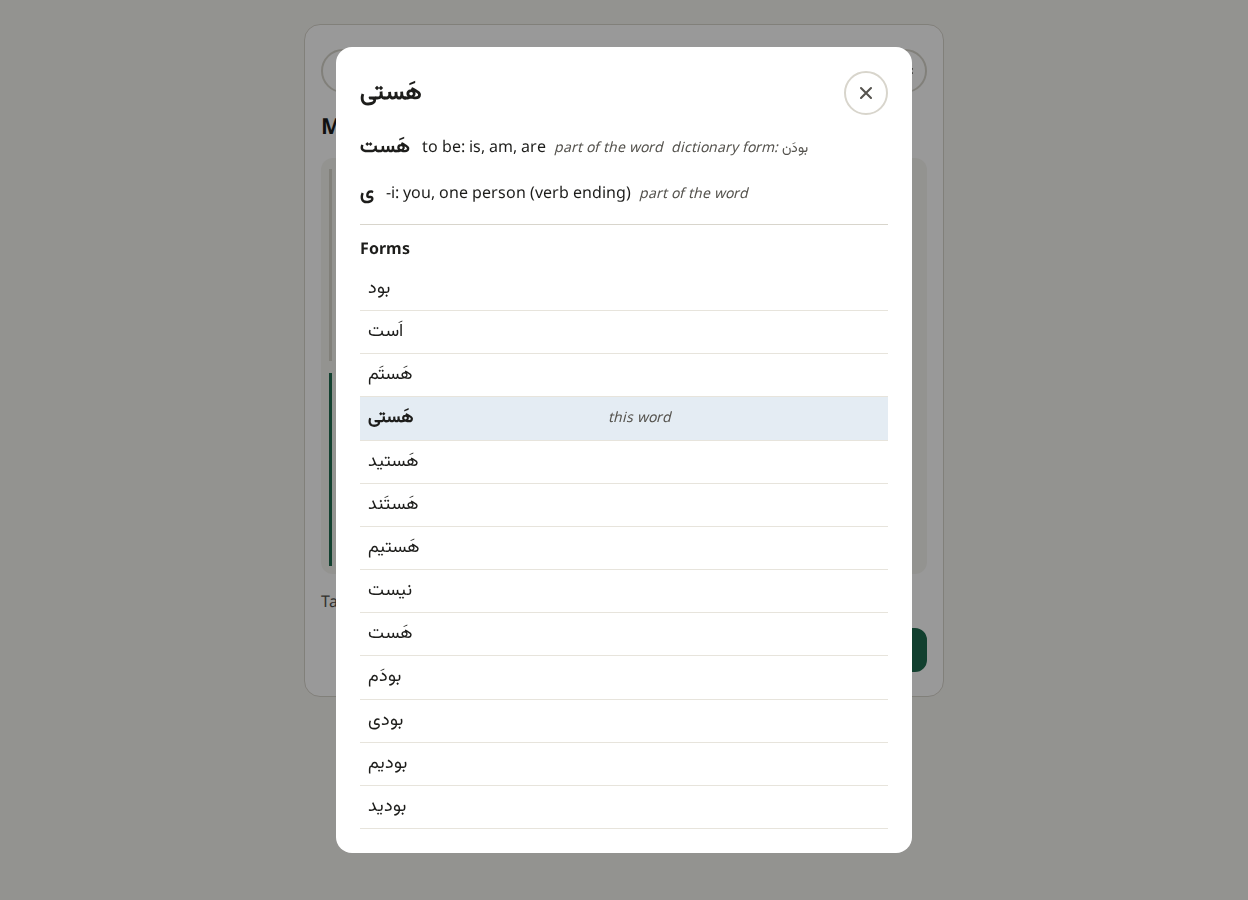 هَستی
هَست to be: is, am, are part of the word dictionary form: بودَن
ی -i: you, one person (verb ending) part of the word
Forms
بود
اَست
هَستَم
هَستی this word
هَستید
هَستَند
هَستیم
نیست
هَست
بودَم
بودی
بودیم
بودید